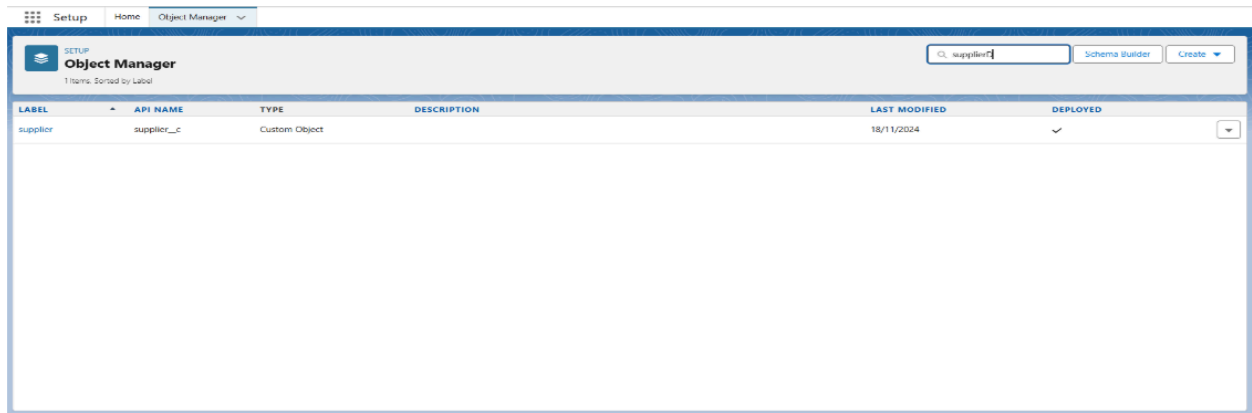 Setup Home Object Manager
SETUP
Object Manager
1 Items, Sorted by Label
supplier
Schema Builder
Create
LABEL API NAME TYPE DESCRIPTION LAST MODIFIED DEPLOYED
supplier supplier__c Custom Object 18/11/2024